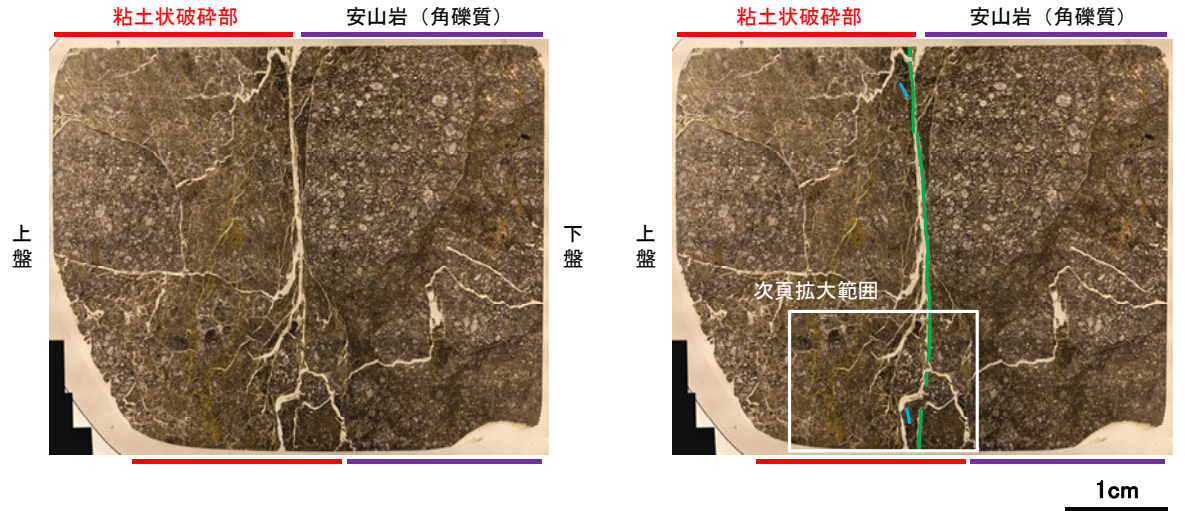 粘土状破砕部
安山岩（角礫質）
粘土状破砕部
安山岩（角礫質）
上盤
下盤
上盤
次頁拡大範囲
1cm